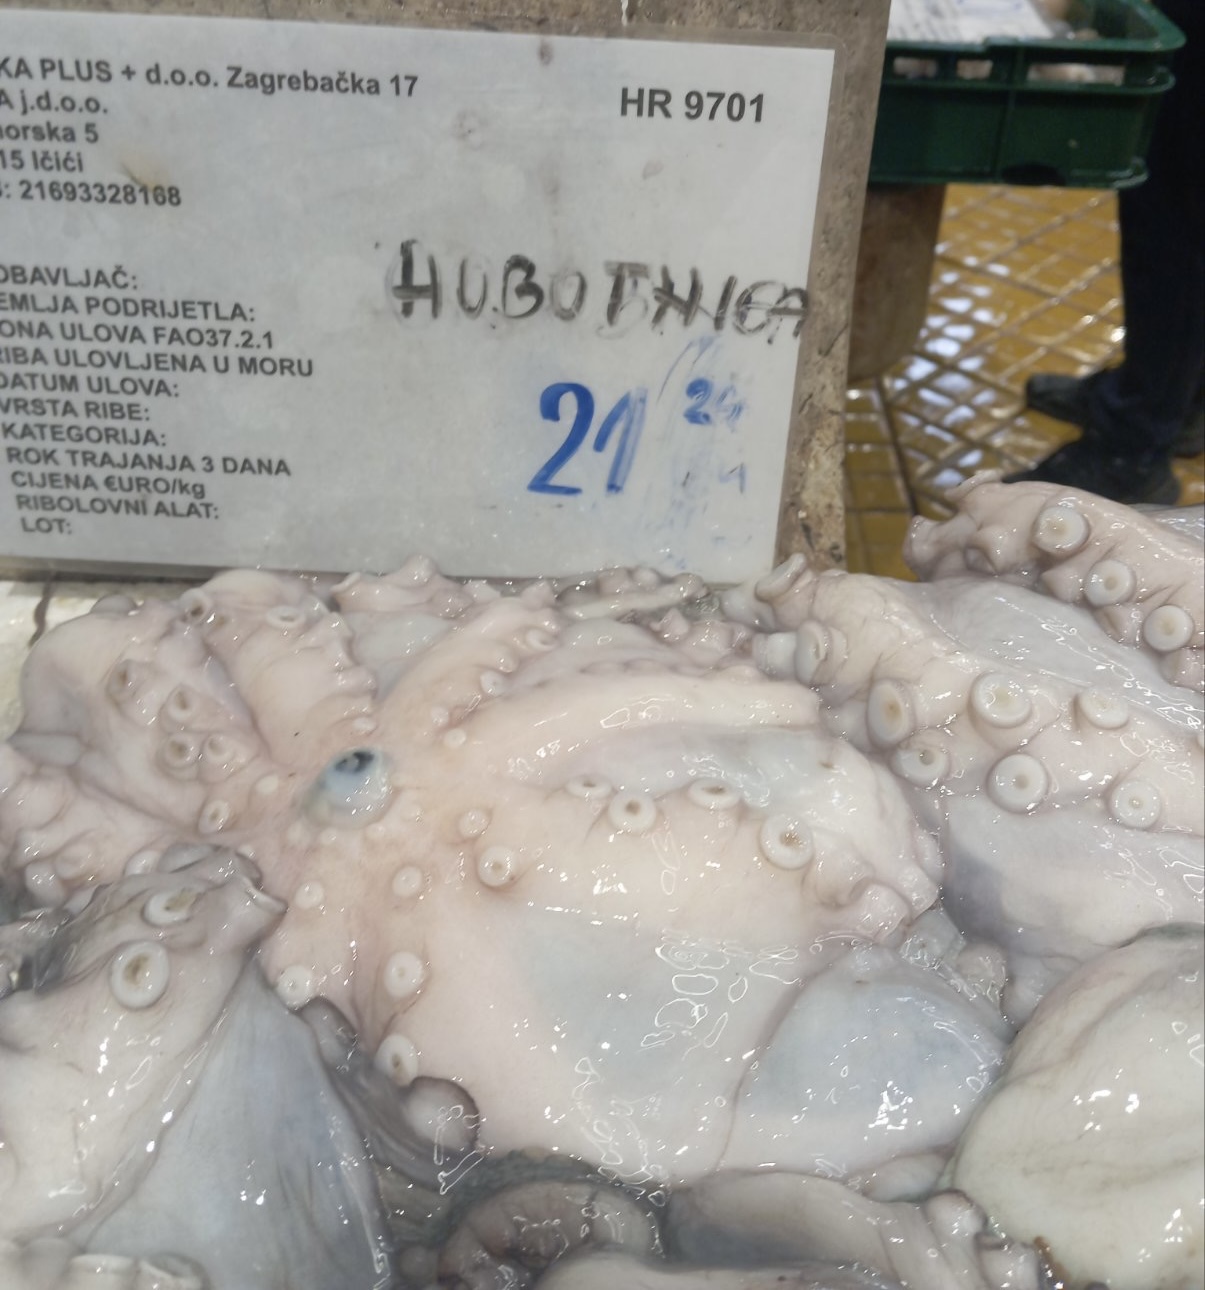 KA PLUS + d.o.o. Zagrebačka 17
A j.d.o.o.
HR 9701
orska 5
15 Ičići
: 21693328168
HOBOTNICA
OBAVLJAČ:
EMLJA PODRIJETLA:
ONA ULOVA FAO37.2.1
RIBA ULOVLJENA U MORU
DATUM ULOVA:
VRSTA RIBE:
KATEGORIJA:
ROK TRAJANJA 3 DANA
CIJENA €URO/kg
RIBOLOVNI ALAT:
LOT:
21